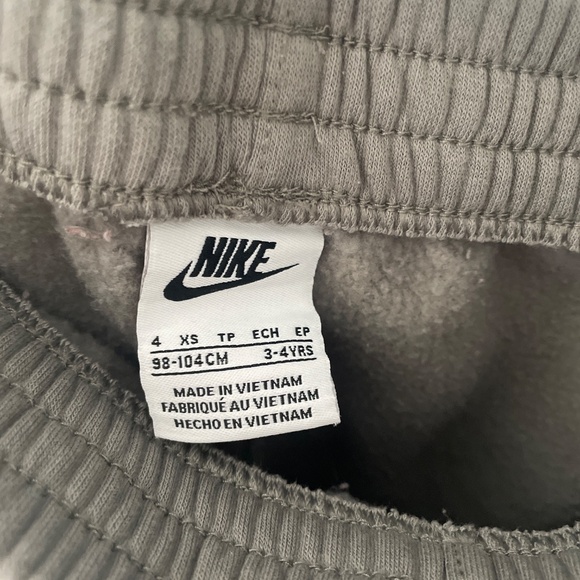 NIKE
4 XS TP ECH EP
98-104CM 3-4YRS
MADE IN VIETNAM
FABRIQUÉ AU VIETNAM
HECHO EN VIETNAM